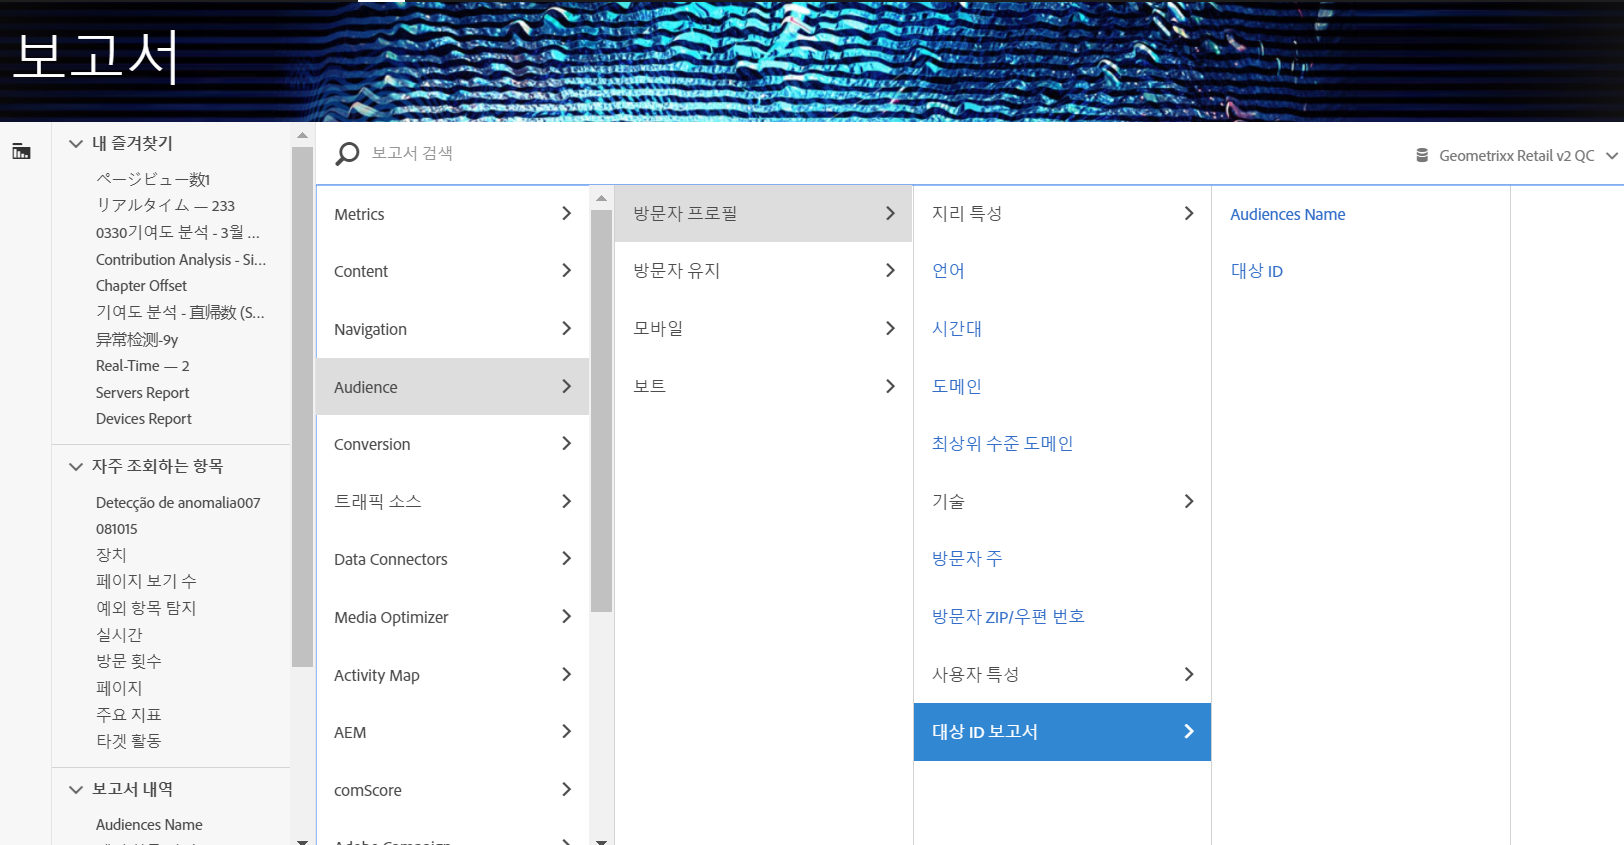 보고서
내 즐겨찾기
ページビュー数1
リアルタイム — 233
0330기여도 분석 - 3월 ...
Contribution Analysis - Si...
Chapter Offset
기여도 분석 - 直帰数 (S...
异常检测-9y
Real-Time — 2
Servers Report
Devices Report
자주 조회하는 항목
Detecção de anomalia007
081015
장치
페이지 보기 수
예외 항목 탐지
실시간
방문 횟수
페이지
주요 지표
타겟 활동
보고서 내역
Audiences Name
보고서 검색
Geometrixx Retail v2 QC
Metrics
Content
Navigation
Audience
Conversion
트래픽 소스
Data Connectors
Media Optimizer
Activity Map
AEM
comScore
Adobe Campaign
방문자 프로필
방문자 유지
모바일
보트
지리 특성
언어
시간대
도메인
최상위 수준 도메인
기술
방문자 주
방문자 ZIP/우편 번호
사용자 특성
대상 ID 보고서
Audiences Name
대상 ID